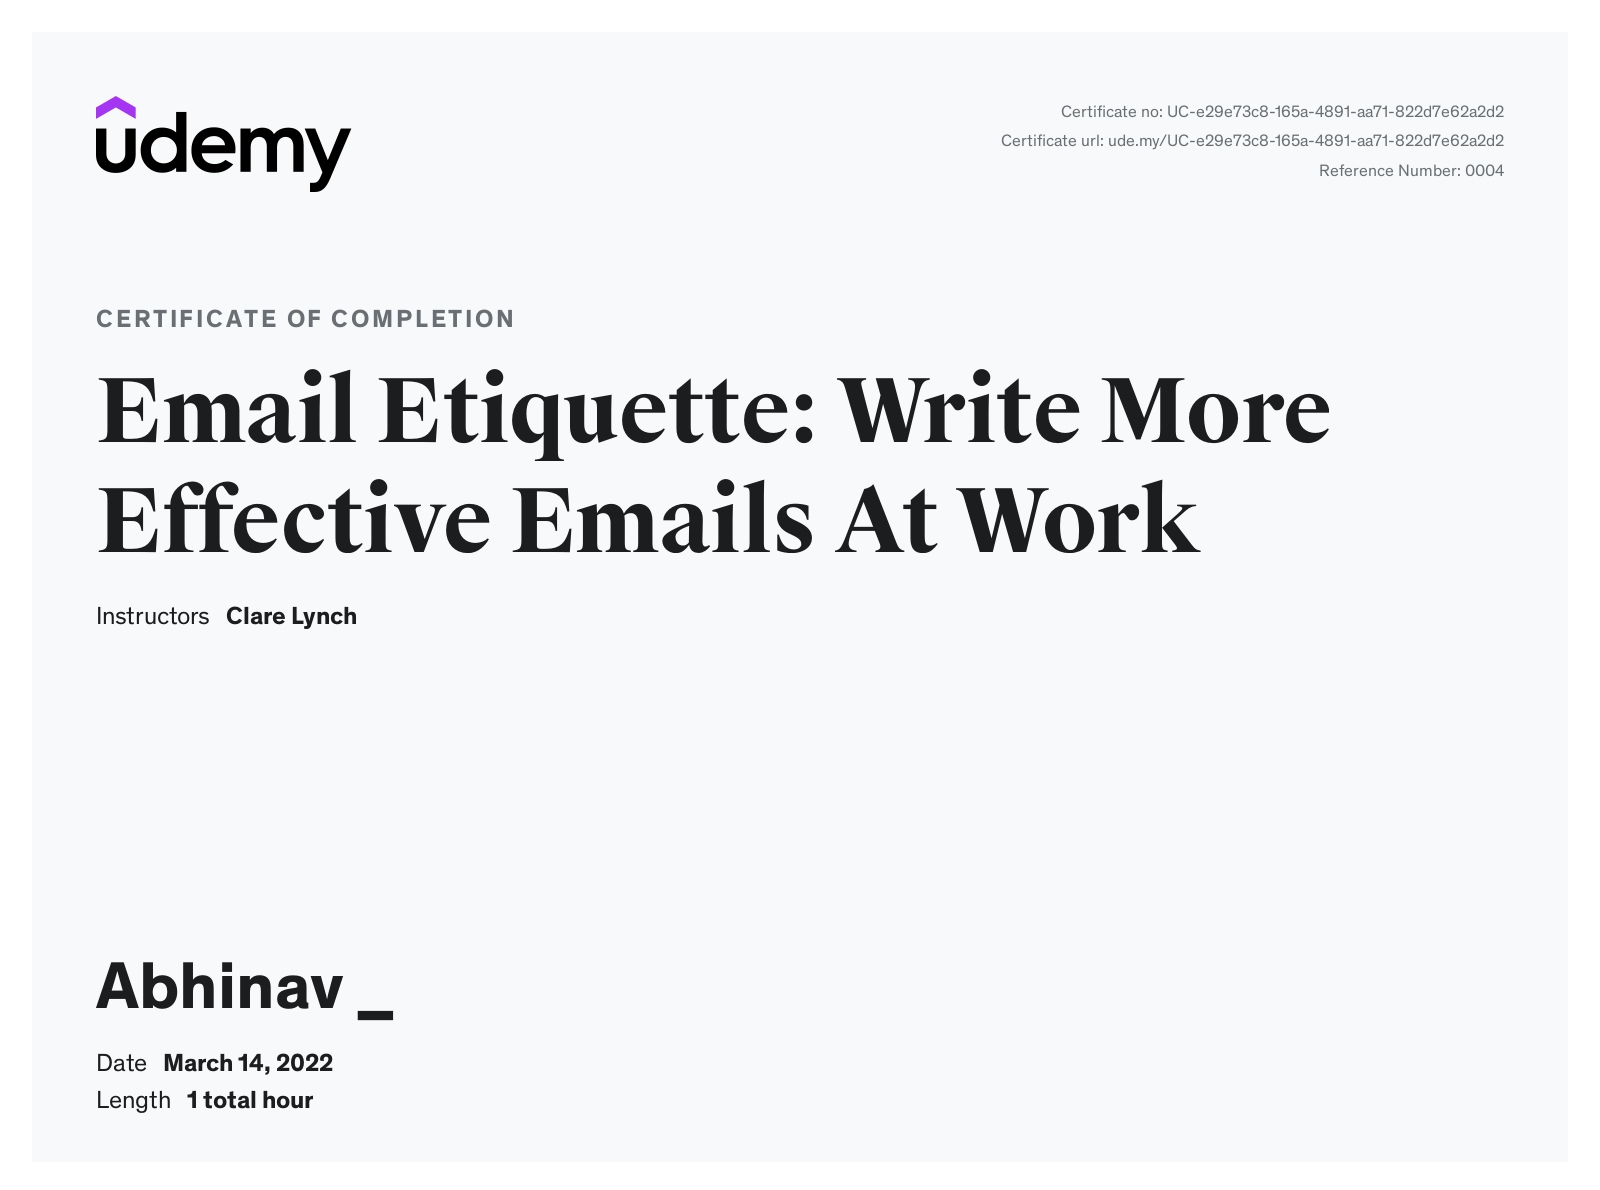 udemy
Certificate no: UC-e29e73c8-165a-4891-aa71-822d7e62a2d2
Certificate url: ude.my/UC-e29e73c8-165a-4891-aa71-822d7e62a2d2
Reference Number: 0004
CERTIFICATE OF COMPLETION
Email Etiquette: Write More
Effective Emails At Work
Instructors Clare Lynch
Abhinav _
Date March 14, 2022
Length 1 total hour